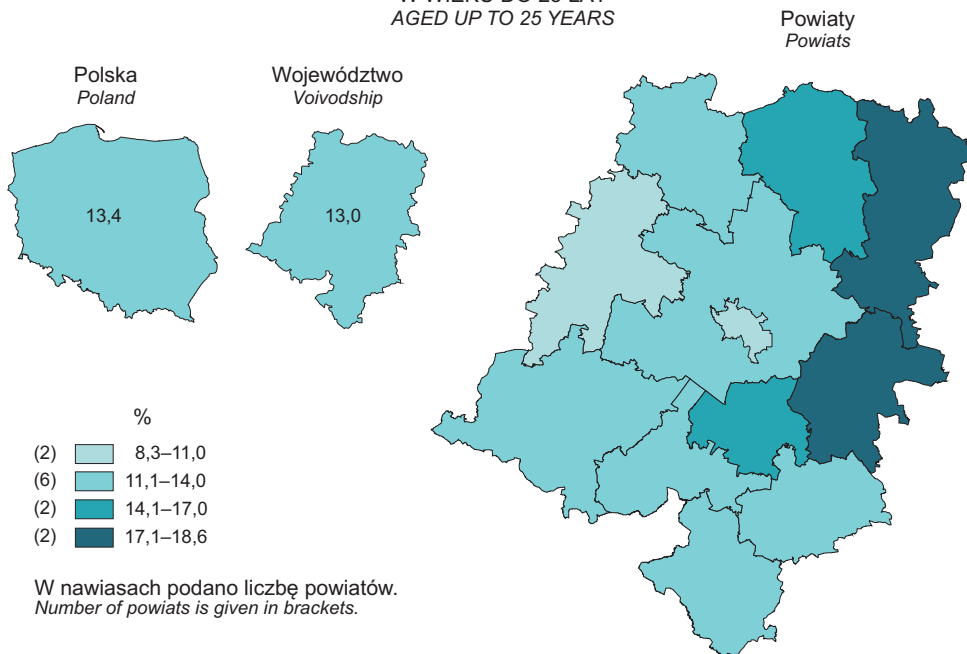 AGED UP TO 25 YEARS
Powiaty
Powiats
Polska
Poland
Województwo
Voivodship
13,4
13,0
%
(2) 8,3–11,0
(6) 11,1–14,0
(2) 14,1–17,0
(2) 17,1–18,6
W nawiasach podano liczbę powiatów.
Number of powiats is given in brackets.